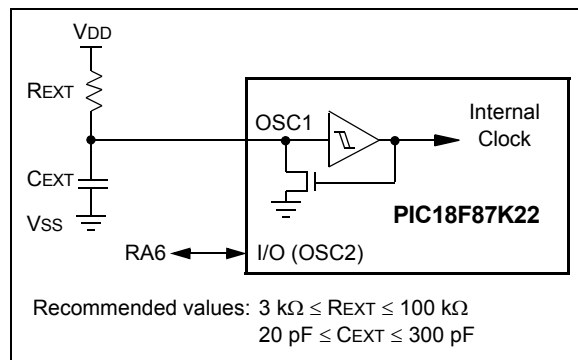 VDD
REXT
OSC1
Internal
Clock
CEXT
PIC18F87K22
VSS
RA6
I/O (OSC2)
Recommended values: 3 kΩ ≤ REXT ≤ 100 kΩ
20 pF ≤ CEXT ≤ 300 pF